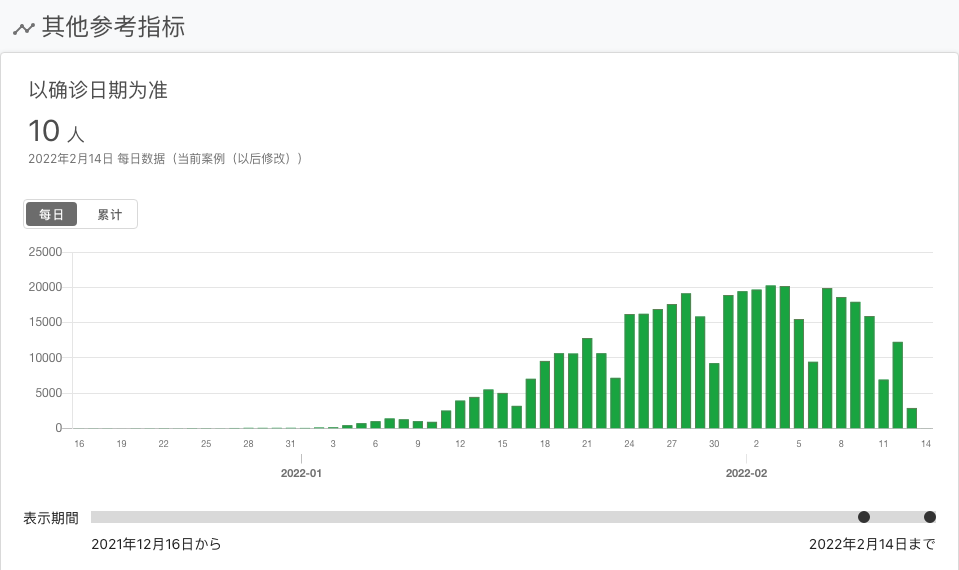 其他参考指标
以确诊日期为准
10 人
2022年2月14日 每日数据（当前案例（以后修改））
每日 累计
25000
20000
15000
10000
5000
0
16 19 22 25 28 31 3 6 9 12 15 18 21 24 27 30 2 5 8 11 14
2022-01 2022-02
表示期間
2021年12月16日から 2022年2月14日まで